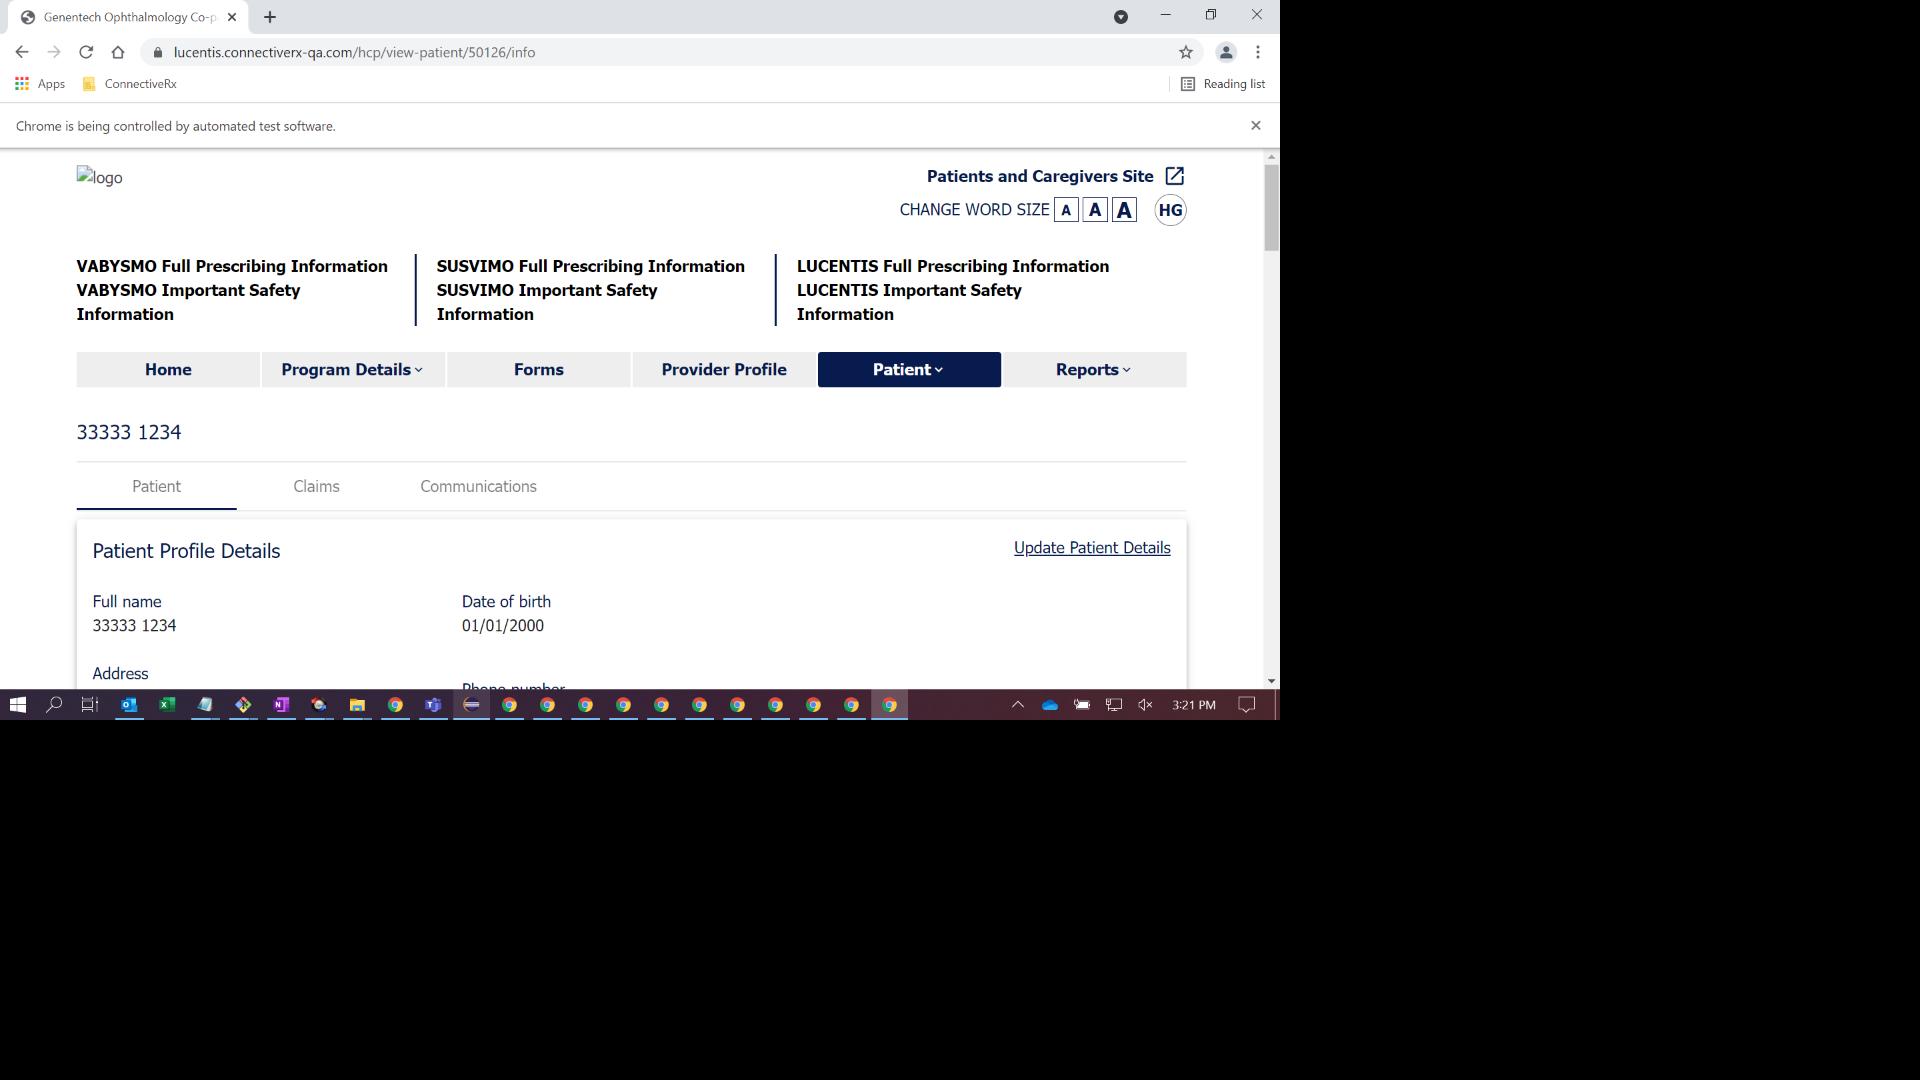 Genentech Ophthalmology Co-p
lucentis.connectiverx-qa.com/hcp/view-patient/50126/info
Apps ConnectiveRx Reading list
Chrome is being controlled by automated test software.
logo
Patients and Caregivers Site
CHANGE WORD SIZE A A A HG
VABYSMO Full Prescribing Information
VABYSMO Important Safety
Information
SUSVIMO Full Prescribing Information
SUSVIMO Important Safety
Information
LUCENTIS Full Prescribing Information
LUCENTIS Important Safety
Information
Home Program Details Forms Provider Profile Patient Reports
33333 1234
Patient Claims Communications
Patient Profile Details
Update Patient Details
Full name
33333 1234
Date of birth
01/01/2000
Address
Phone number
3:21 PM